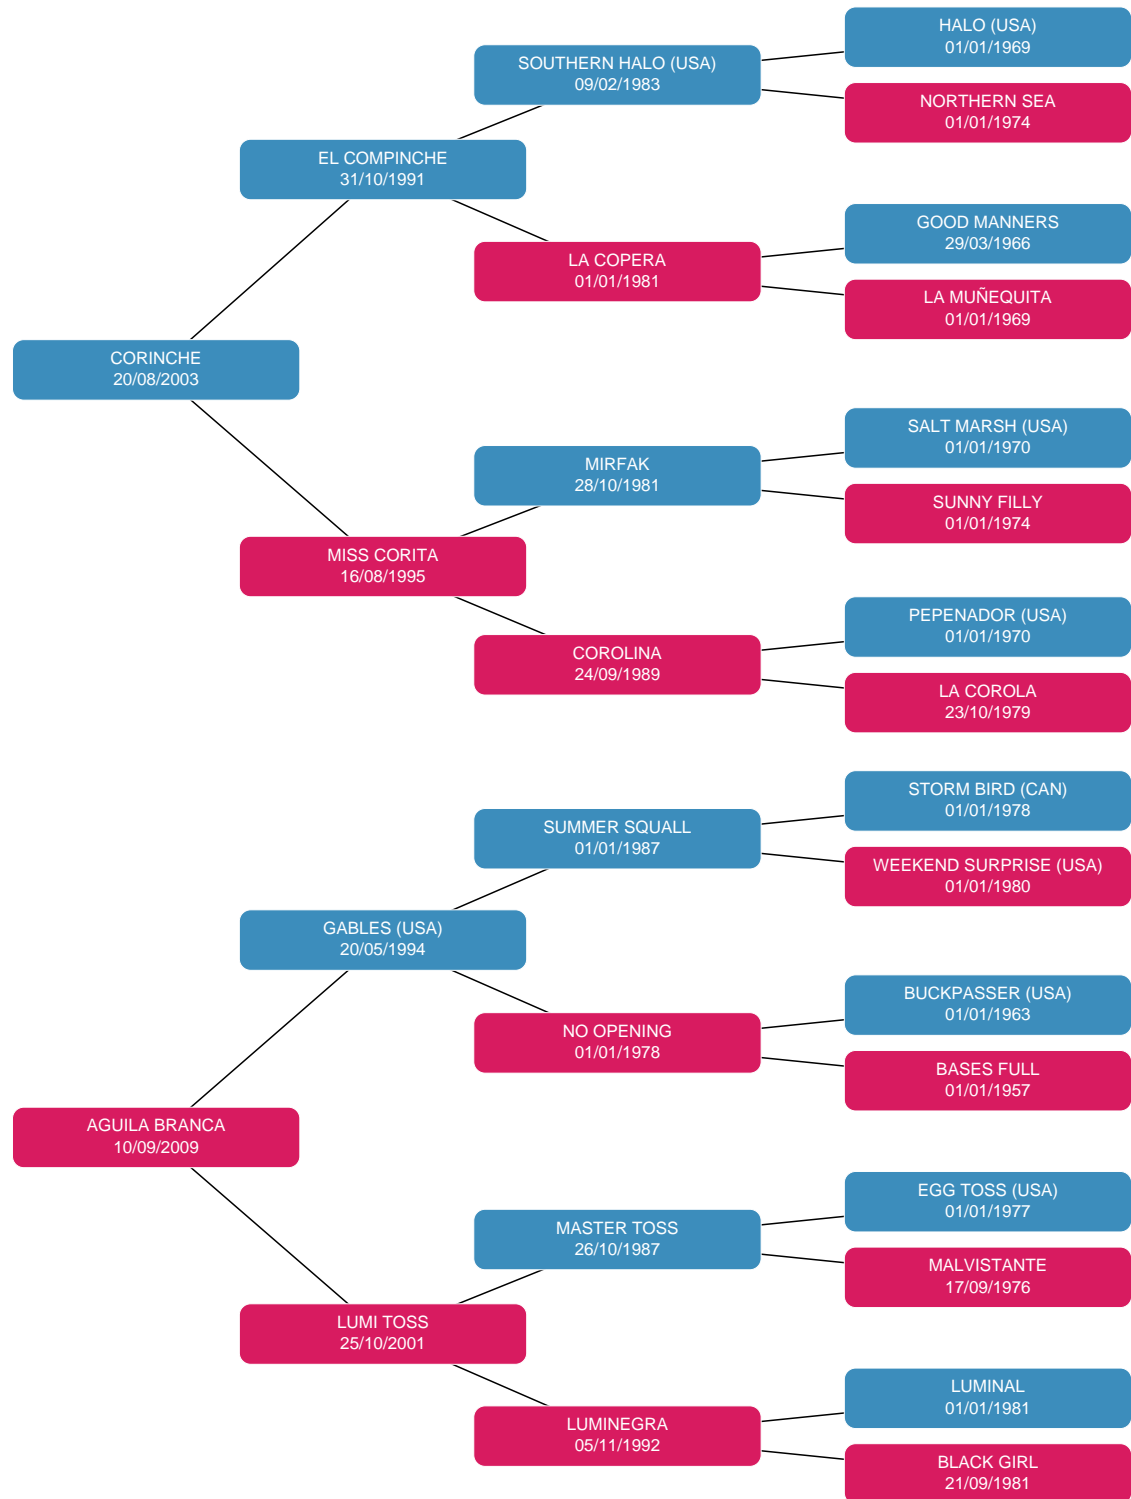 HALO (USA)
01/01/1969
SOUTHERN HALO (USA)
09/02/1983
NORTHERN SEA
01/01/1974
EL COMPINCHE
31/10/1991
GOOD MANNERS
29/03/1966
LA COPERA
01/01/1981
LA MUÑEQUITA
01/01/1969
CORINCHE
20/08/2003
SALT MARSH (USA)
01/01/1970
MIRFAK
28/10/1981
SUNNY FILLY
01/01/1974
MISS CORITA
16/08/1995
PEPENADOR (USA)
01/01/1970
COROLINA
24/09/1989
LA COROLA
23/10/1979
STORM BIRD (CAN)
01/01/1978
SUMMER SQUALL
01/01/1987
WEEKEND SURPRISE (USA)
01/01/1980
GABLES (USA)
20/05/1994
BUCKPASSER (USA)
01/01/1963
NO OPENING
01/01/1978
BASES FULL
01/01/1957
AGUILA BRANCA
10/09/2009
EGG TOSS (USA)
01/01/1977
MASTER TOSS
26/10/1987
MALVISTANTE
17/09/1976
LUMI TOSS
25/10/2001
LUMINAL
01/01/1981
LUMINEGRA
05/11/1992
BLACK GIRL
21/09/1981